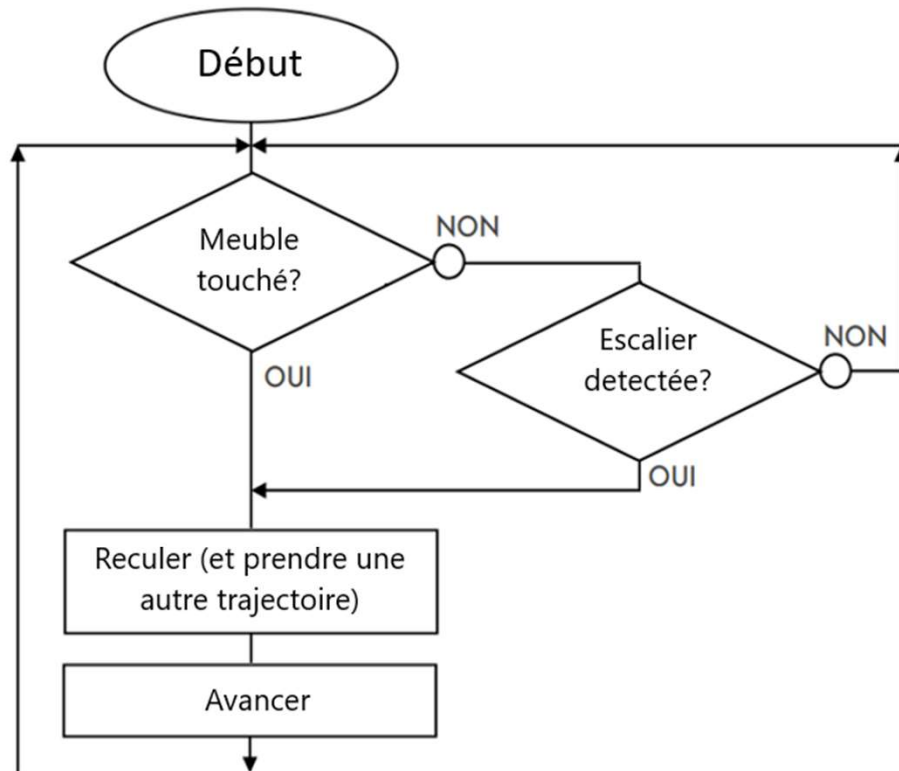 Début
Meuble
touché?
NON
OUI
Escalier
detectée?
NON
OUI
Reculer (et prendre une
autre trajectoire)
Avancer